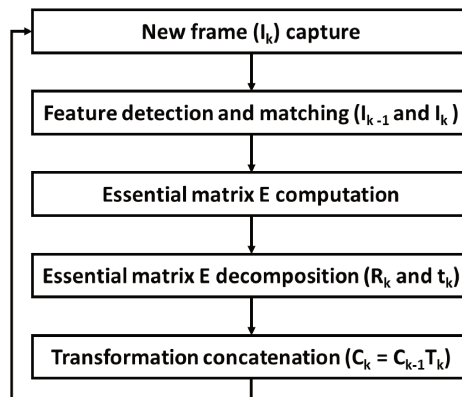 New frame (Iₖ) capture
Feature detection and matching (Iₖ₋₁ and Iₖ)
Essential matrix E computation
Essential matrix E decomposition (Rₖ and tₖ)
Transformation concatenation (Cₖ = Cₖ₋₁Tₖ)